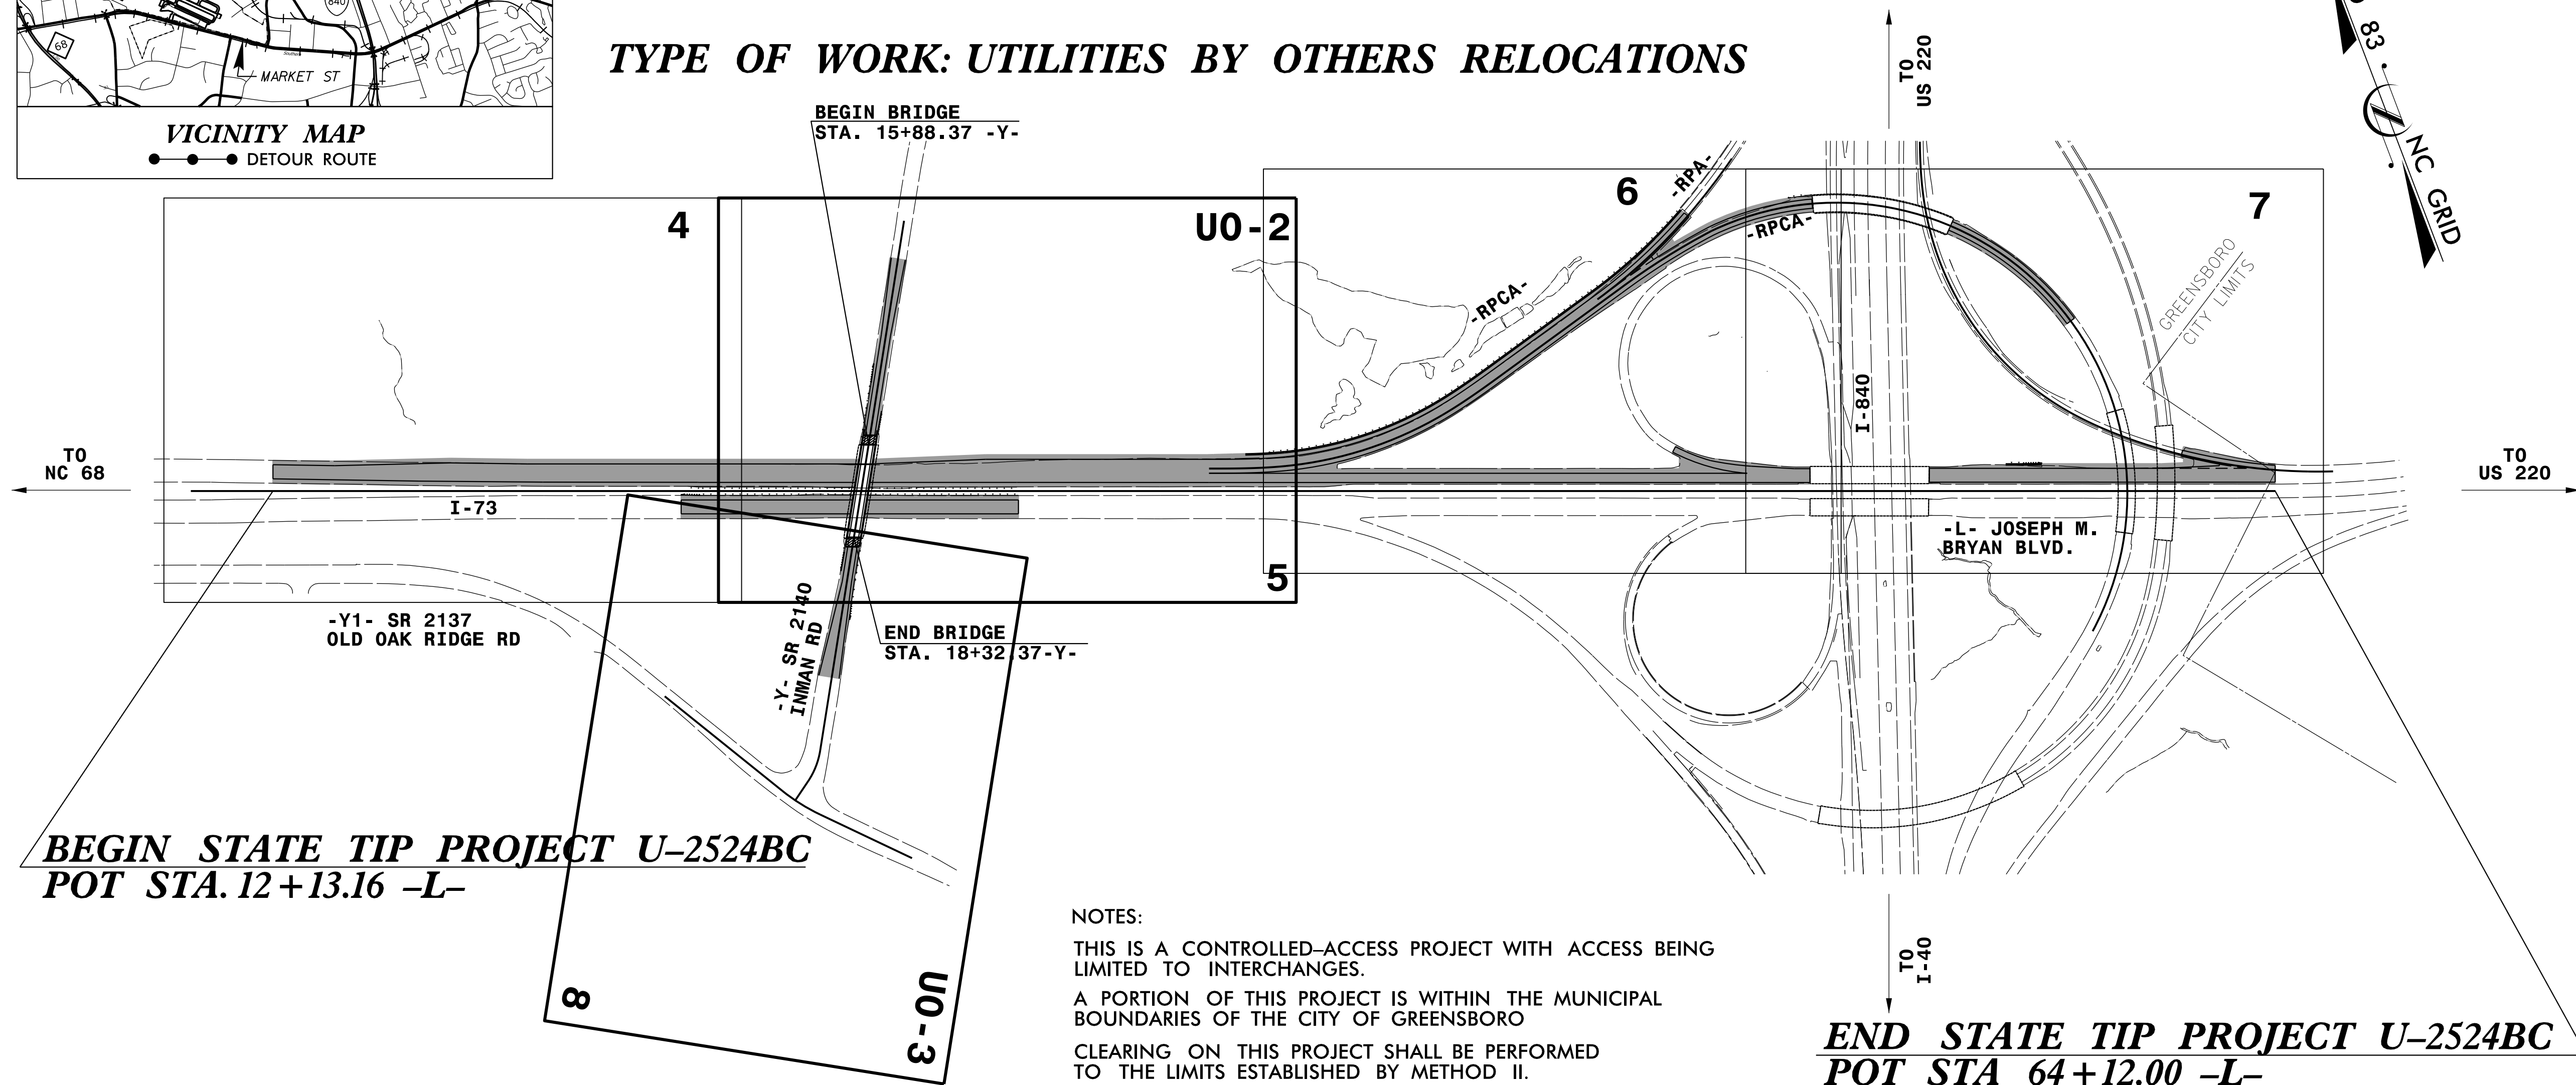 840
68
MARKET ST
VICINITY MAP
DETOUR ROUTE
TYPE OF WORK: UTILITIES BY OTHERS RELOCATIONS
BEGIN BRIDGE
STA. 15+88.37 -Y-
TO
US 220
83
NC GRID
4
UO-2
6
-RPA-
-RPCA-
7
GREENSBORO
CITY LIMITS
-RPCA-
I-840
TO
NC 68
I-73
TO
US 220
-L- JOSEPH M.
BRYAN BLVD.
5
-Y1- SR 2137
OLD OAK RIDGE RD
-Y- SR 2140
INMAN RD
END BRIDGE
STA. 18+32.37-Y-
BEGIN STATE TIP PROJECT U-2524BC
POT STA. 12+13.16 -L-
8
UO-3
NOTES:
THIS IS A CONTROLLED-ACCESS PROJECT WITH ACCESS BEING
LIMITED TO INTERCHANGES.
A PORTION OF THIS PROJECT IS WITHIN THE MUNICIPAL
BOUNDARIES OF THE CITY OF GREENSBORO
CLEARING ON THIS PROJECT SHALL BE PERFORMED
TO THE LIMITS ESTABLISHED BY METHOD II.
TO
I-40
END STATE TIP PROJECT U-2524BC
POT STA 64+12.00 -L-